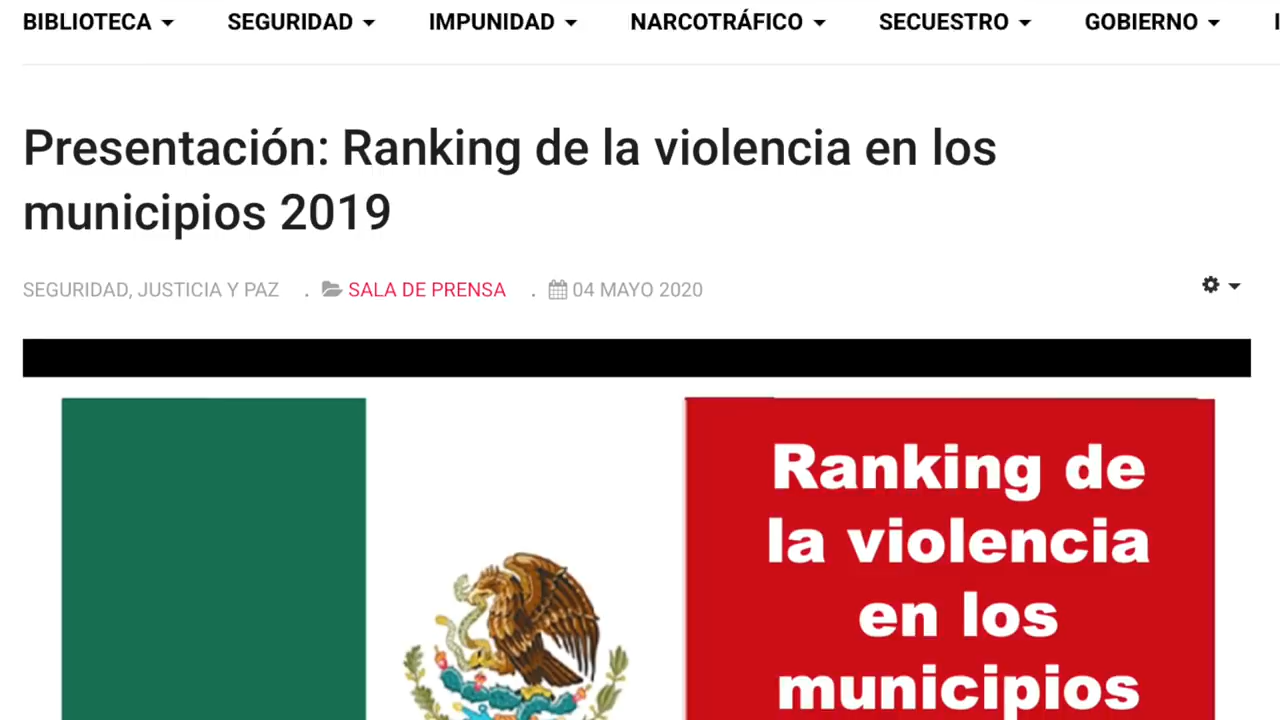 BIBLIOTECA SEGURIDAD IMPUNIDAD NARCOTRÁFICO SECUESTRO GOBIERNO
Presentación: Ranking de la violencia en los
municipios 2019
SEGURIDAD, JUSTICIA Y PAZ . SALA DE PRENSA . 04 MAYO 2020
Ranking de
la violencia
en los
municipios